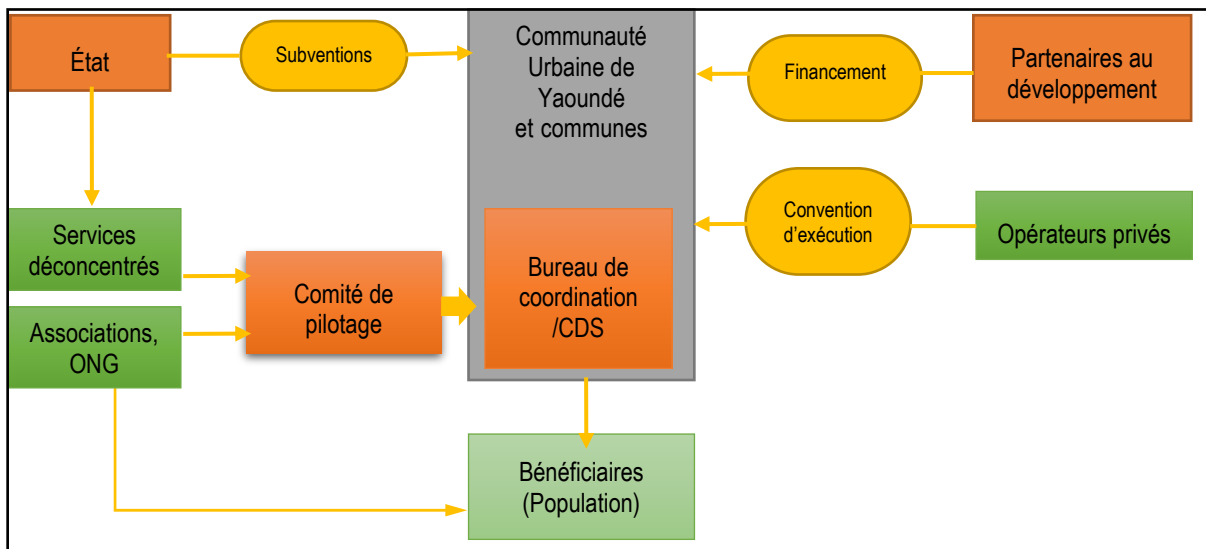 État
Subventions
Communauté
Urbaine de
Yaoundé
et communes
Financement
Partenaires au
développement
Services
déconcentrés
Associations,
ONG
Comité de
pilotage
Bureau de
coordination
/CDS
Convention
d'exécution
Opérateurs privés
Bénéficiaires
(Population)